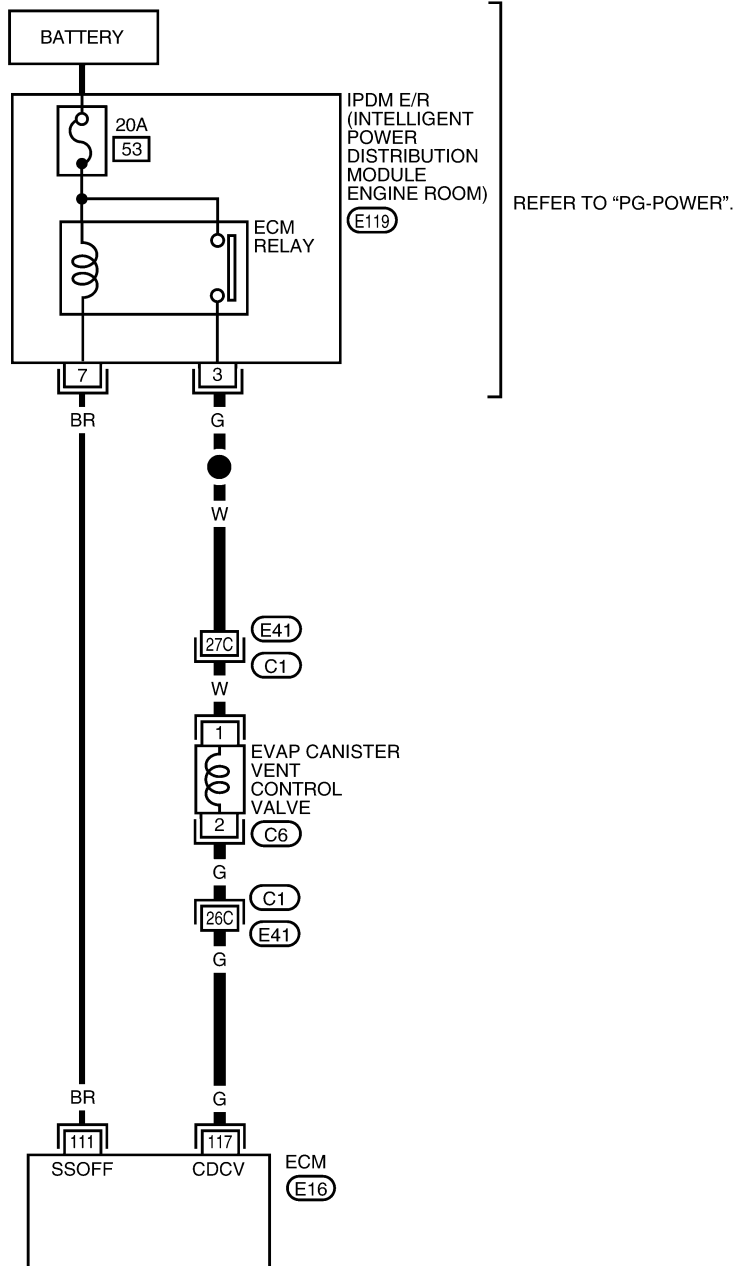 BATTERY
20A
53
IPDM E/R
(INTELLIGENT
POWER
DISTRIBUTION
MODULE
ENGINE ROOM)
E119
REFER TO “PG-POWER”.
ECM
RELAY
7
3
BR
G
W
27C
E41
C1
W
1
EVAP CANISTER
VENT
CONTROL
VALVE
2
C6
G
C1
26C
E41
G
BR
G
111
117
SSOFF
CDCV
ECM
E16